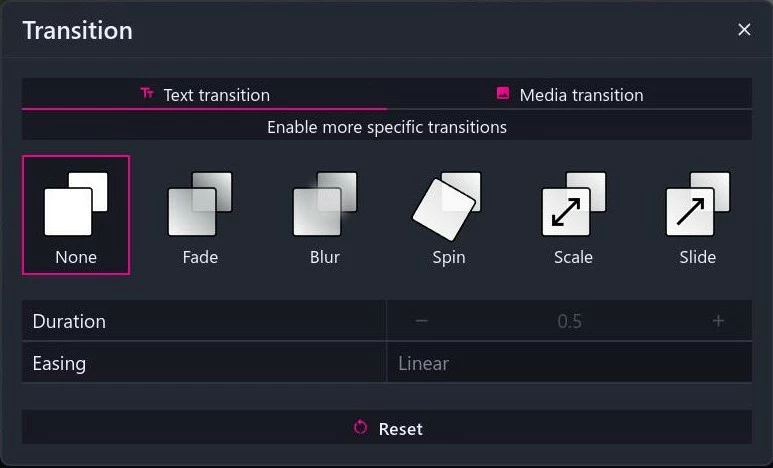 Transition
Text transition
Media transition
Enable more specific transitions
None
Fade
Blur
Spin
Scale
Slide
Duration
0.5
Easing
Linear
Reset